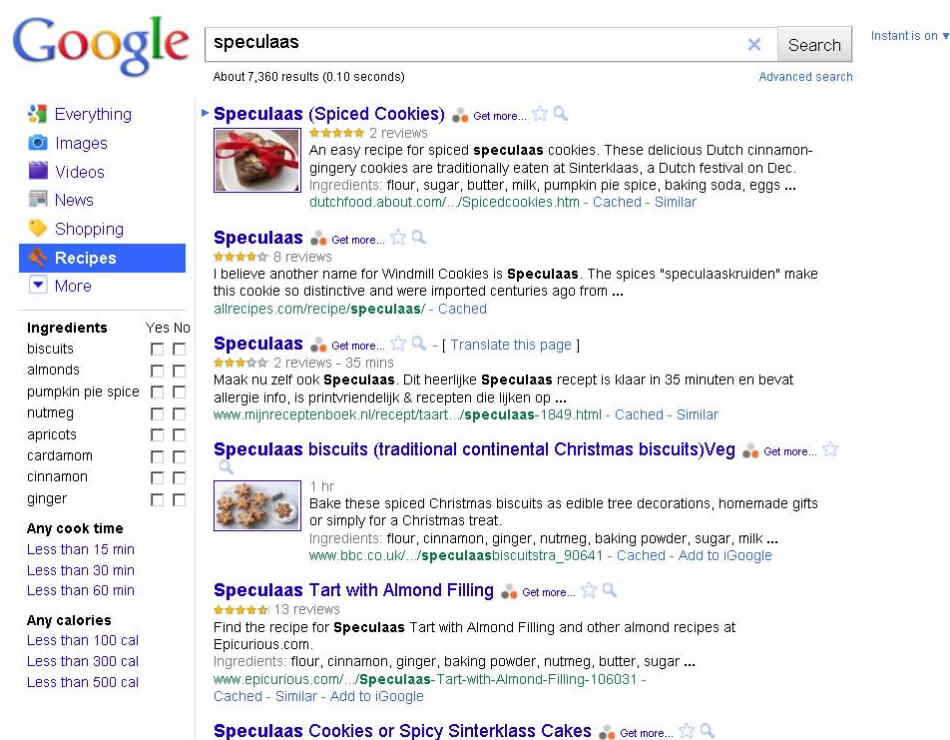 Google
speculaas
Search
Instant is on ▼
About 7,360 results (0.10 seconds)
Advanced search
Everything
Images
Videos
News
Shopping
Recipes
More
Ingredients Yes No
biscuits
almonds
pumpkin pie spice
nutmeg
apricots
cardamom
cinnamon
ginger
Any cook time
Less than 15 min
Less than 30 min
Less than 60 min
Any calories
Less than 100 cal
Less than 300 cal
Less than 500 cal
Speculaas (Spiced Cookies) Get more...
2 reviews
An easy recipe for spiced speculaas cookies. These delicious Dutch cinnamon-
gingery cookies are traditionally eaten at Sinterklaas, a Dutch festival on Dec.
Ingredients: flour, sugar, butter, milk, pumpkin pie spice, baking soda, eggs ...
dutchfood.about.com/.../Spicedcookies.htm - Cached - Similar
Speculaas Get more...
8 reviews
I believe another name for Windmill Cookies is Speculaas. The spices "speculaaskruiden" make
this cookie so distinctive and were imported centuries ago from ...
allrecipes.com/recipe/speculaas/ - Cached
Speculaas Get more... - [ Translate this page ]
2 reviews - 35 mins
Maak nu zelf ook Speculaas. Dit heerlijke Speculaas recept is klaar in 35 minuten en bevat
allergie info, is printvriendelijk & recepten die lijken op ...
www.mijnreceptenboek.nl/recept/taart.../speculaas-1849.html - Cached - Similar
Speculaas biscuits (traditional continental Christmas biscuits)Veg Get more...
1 hr
Bake these spiced Christmas biscuits as edible tree decorations, homemade gifts
or simply for a Christmas treat.
Ingredients: flour, cinnamon, ginger, nutmeg, baking powder, sugar, milk ...
www.bbc.co.uk/.../speculaasbiscuitstra_90641 - Cached - Add to iGoogle
Speculaas Tart with Almond Filling Get more...
13 reviews
Find the recipe for Speculaas Tart with Almond Filling and other almond recipes at
Epicurious.com.
Ingredients: flour, cinnamon, ginger, baking powder, nutmeg, butter, sugar ...
www.epicurious.com/.../Speculaas-Tart-with-Almond-Filling-106031 -
Cached - Similar - Add to iGoogle
Speculaas Cookies or Spicy Sinterklass Cakes Get more...